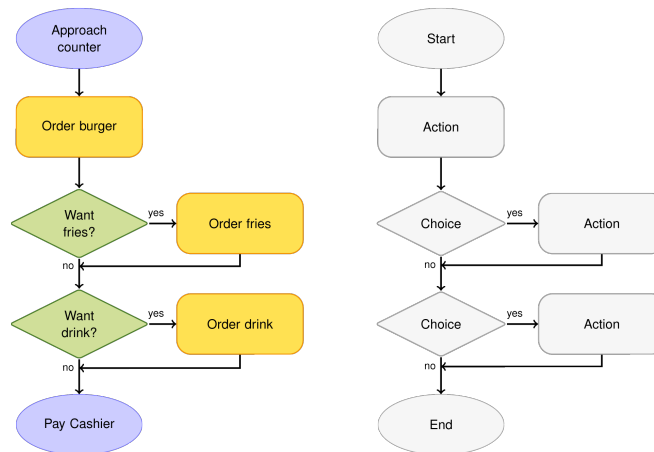 Approach
counter
Order burger
Want
fries?
yes
Order fries
no
Want
drink?
yes
Order drink
no
Pay Cashier
Start
Action
Choice
yes
Action
no
Choice
yes
Action
no
End